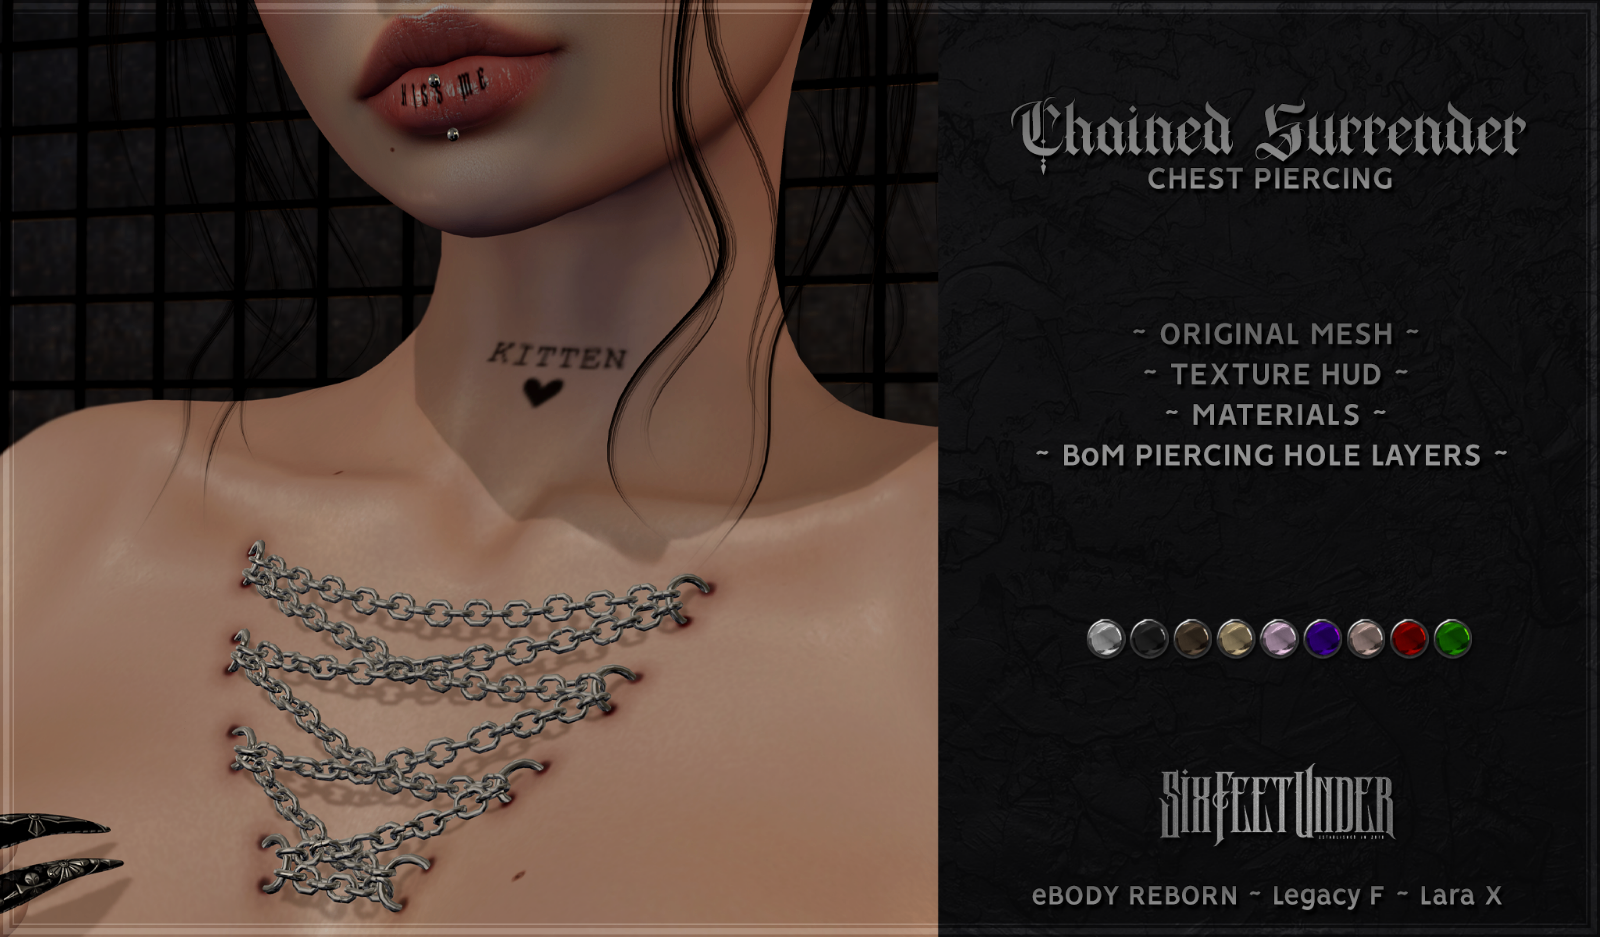 KISS ME
KITTEN
Chained Surrender
CHEST PIERCING
~ ORIGINAL MESH ~
~ TEXTURE HUD ~
~ MATERIALS ~
~ BoM PIERCING HOLE LAYERS ~
SixFeetUnder
eBODY REBORN ~ Legacy F ~ Lara X